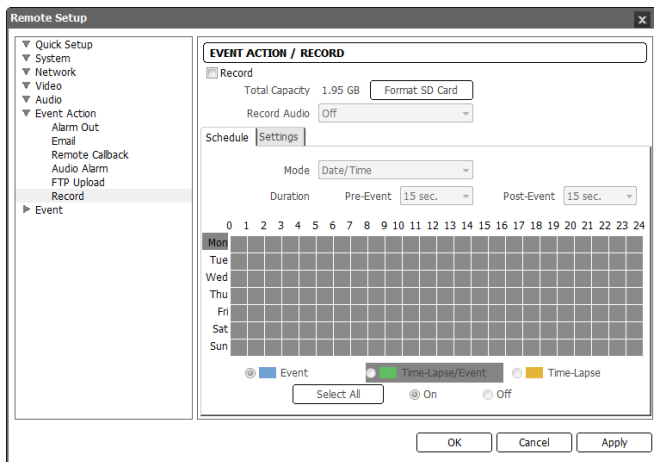 Remote Setup x
Quick Setup
System
Network
Video
Audio
Event Action
Alarm Out
Email
Remote Callback
Audio Alarm
FTP Upload
Record
Event
EVENT ACTION / RECORD
Record
Total Capacity 1.95 GB Format SD Card
Record Audio Off
Schedule Settings
Mode Date/Time
Duration Pre-Event 15 sec. Post-Event 15 sec.
0 1 2 3 4 5 6 7 8 9 10 11 12 13 14 15 16 17 18 19 20 21 22 23 24
Mon
Tue
Wed
Thu
Fri
Sat
Sun
Event Time-Lapse/Event Time-Lapse
Select All On Off
OK Cancel Apply